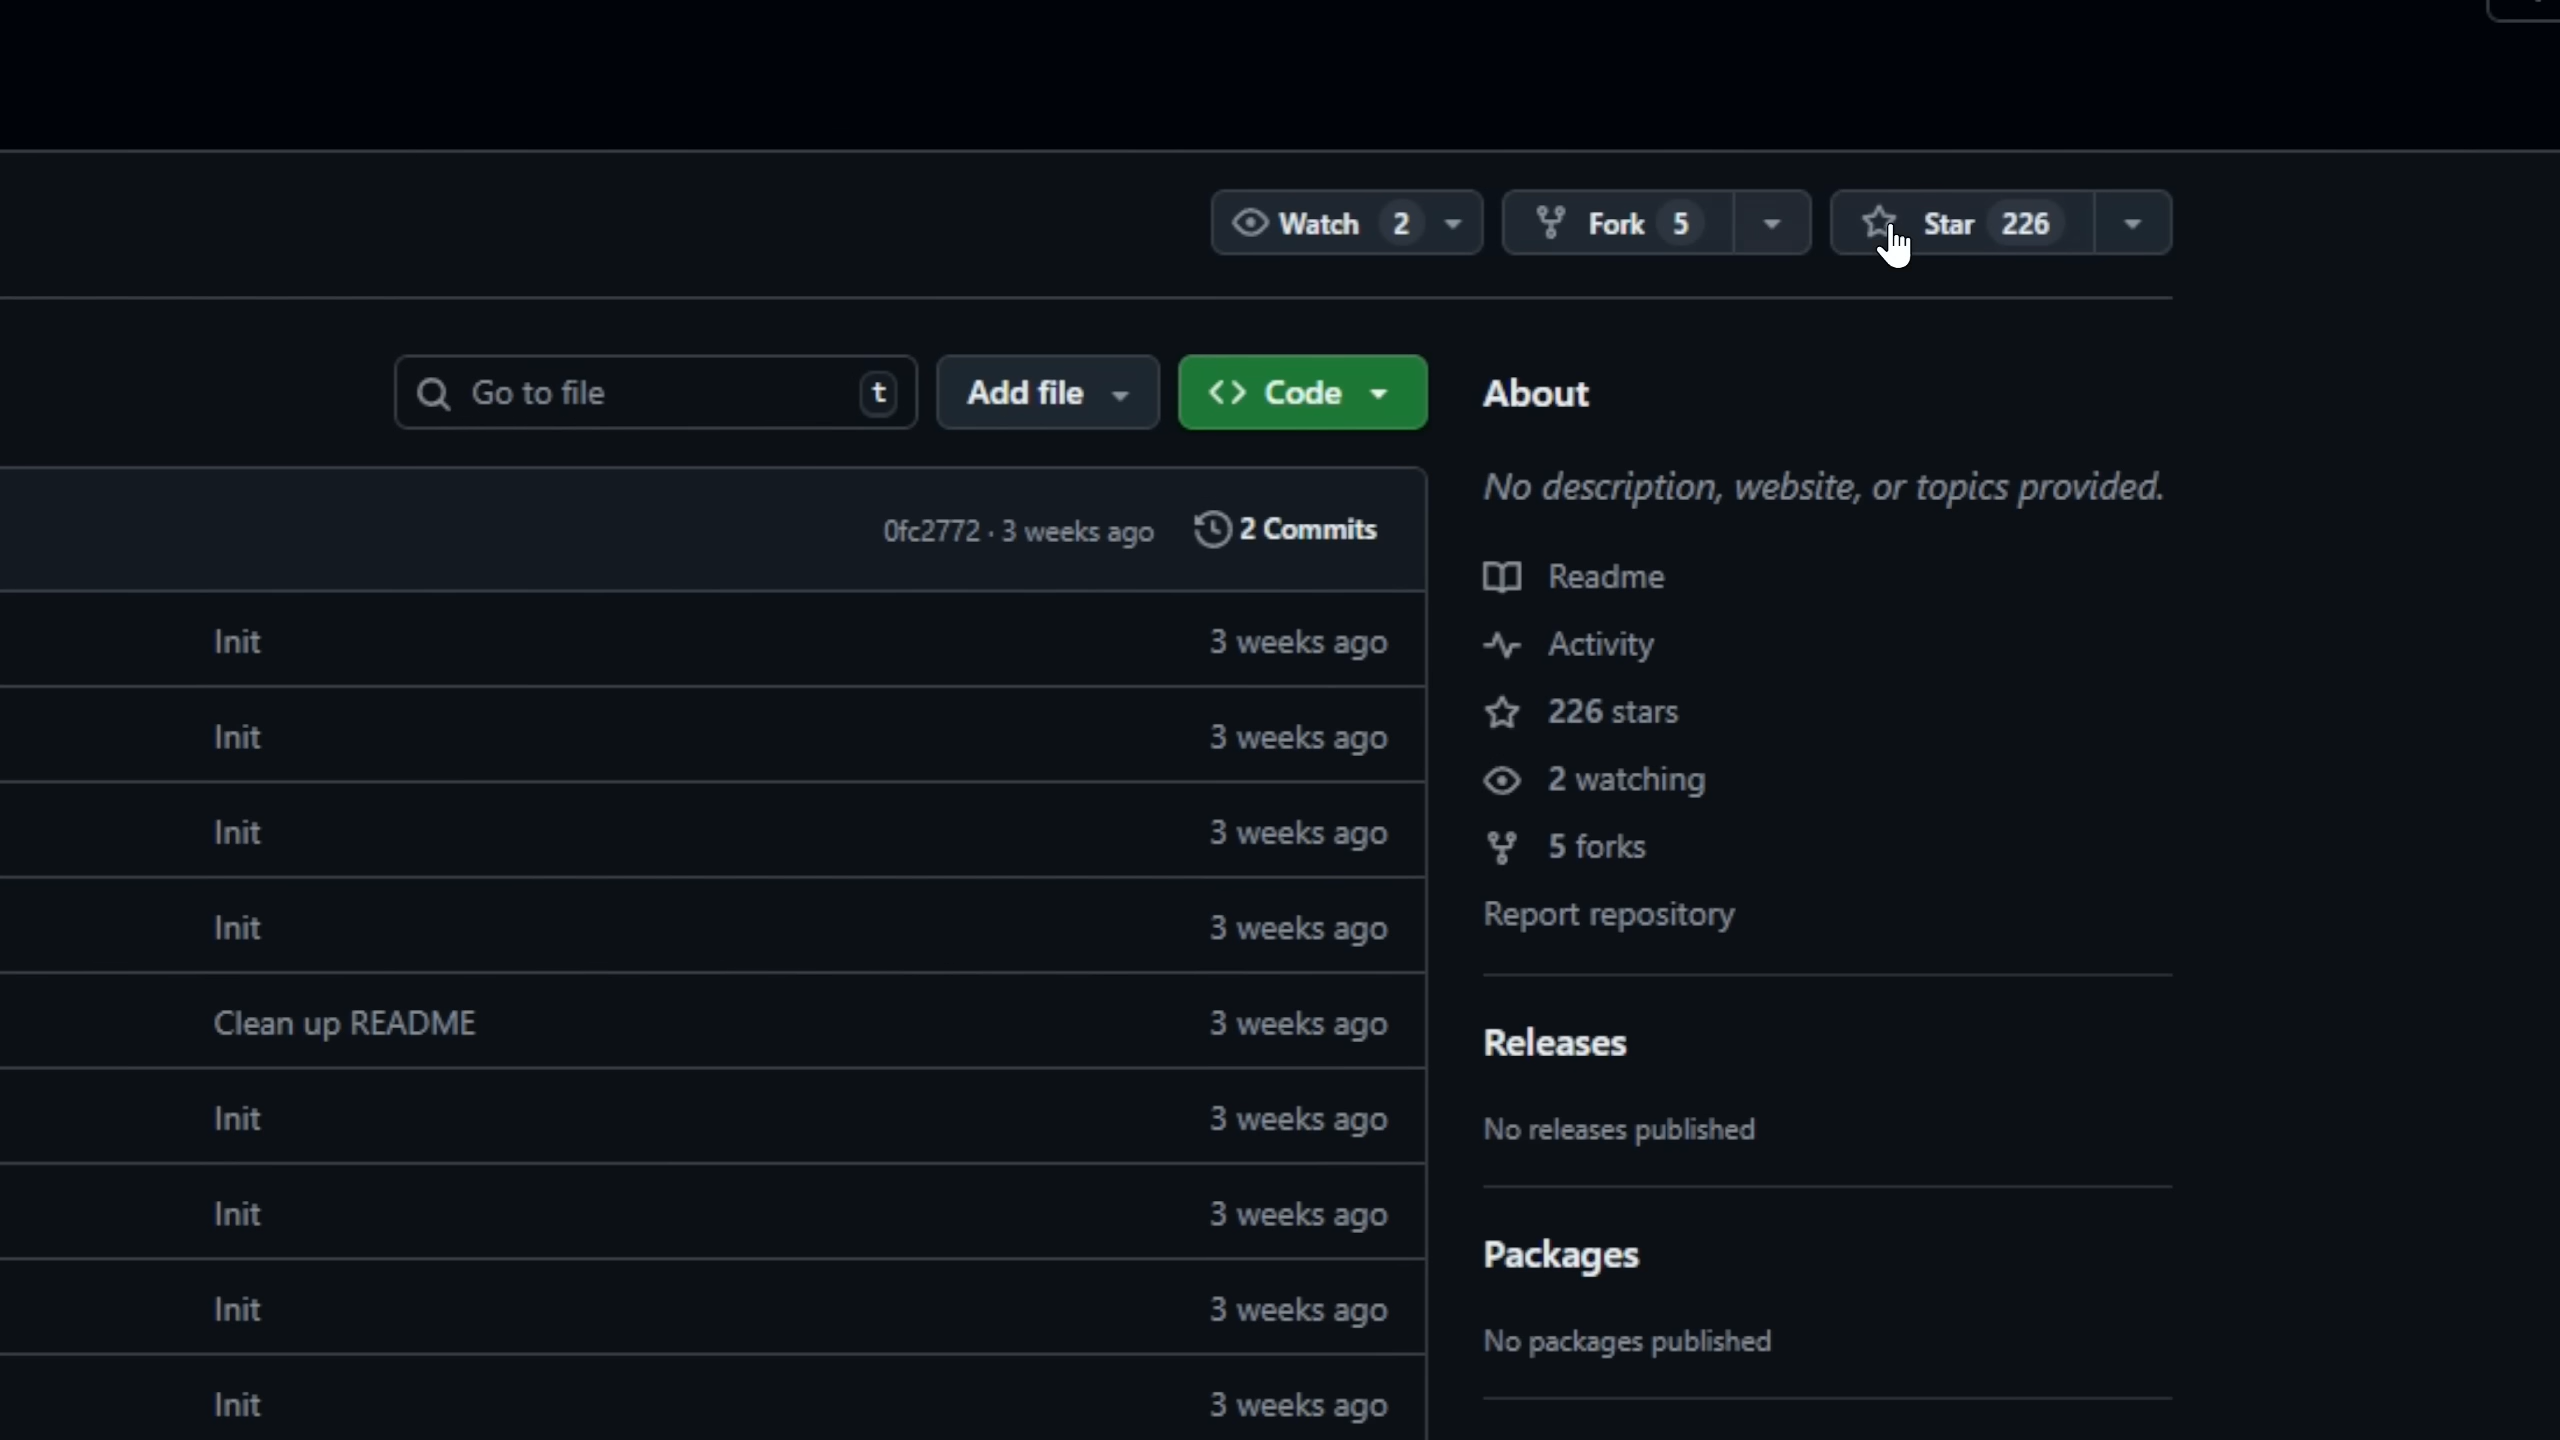 Watch 2
Fork 5
Star 226
Go to file t
Add file
<> Code
About
No description, website, or topics provided.
0fc2772 · 3 weeks ago
2 Commits
Init 3 weeks ago
Init 3 weeks ago
Init 3 weeks ago
Init 3 weeks ago
Clean up README 3 weeks ago
Init 3 weeks ago
Init 3 weeks ago
Init 3 weeks ago
Init 3 weeks ago
Readme
Activity
226 stars
2 watching
5 forks
Report repository
Releases
No releases published
Packages
No packages published